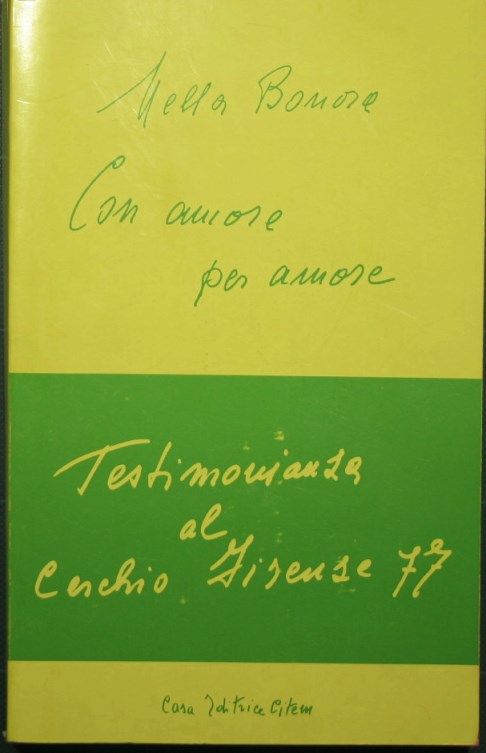 Nella Bonora
Con amore
per amore
Testimonianza
al
Cerchio Firenze 77
Casa Editrice Citem